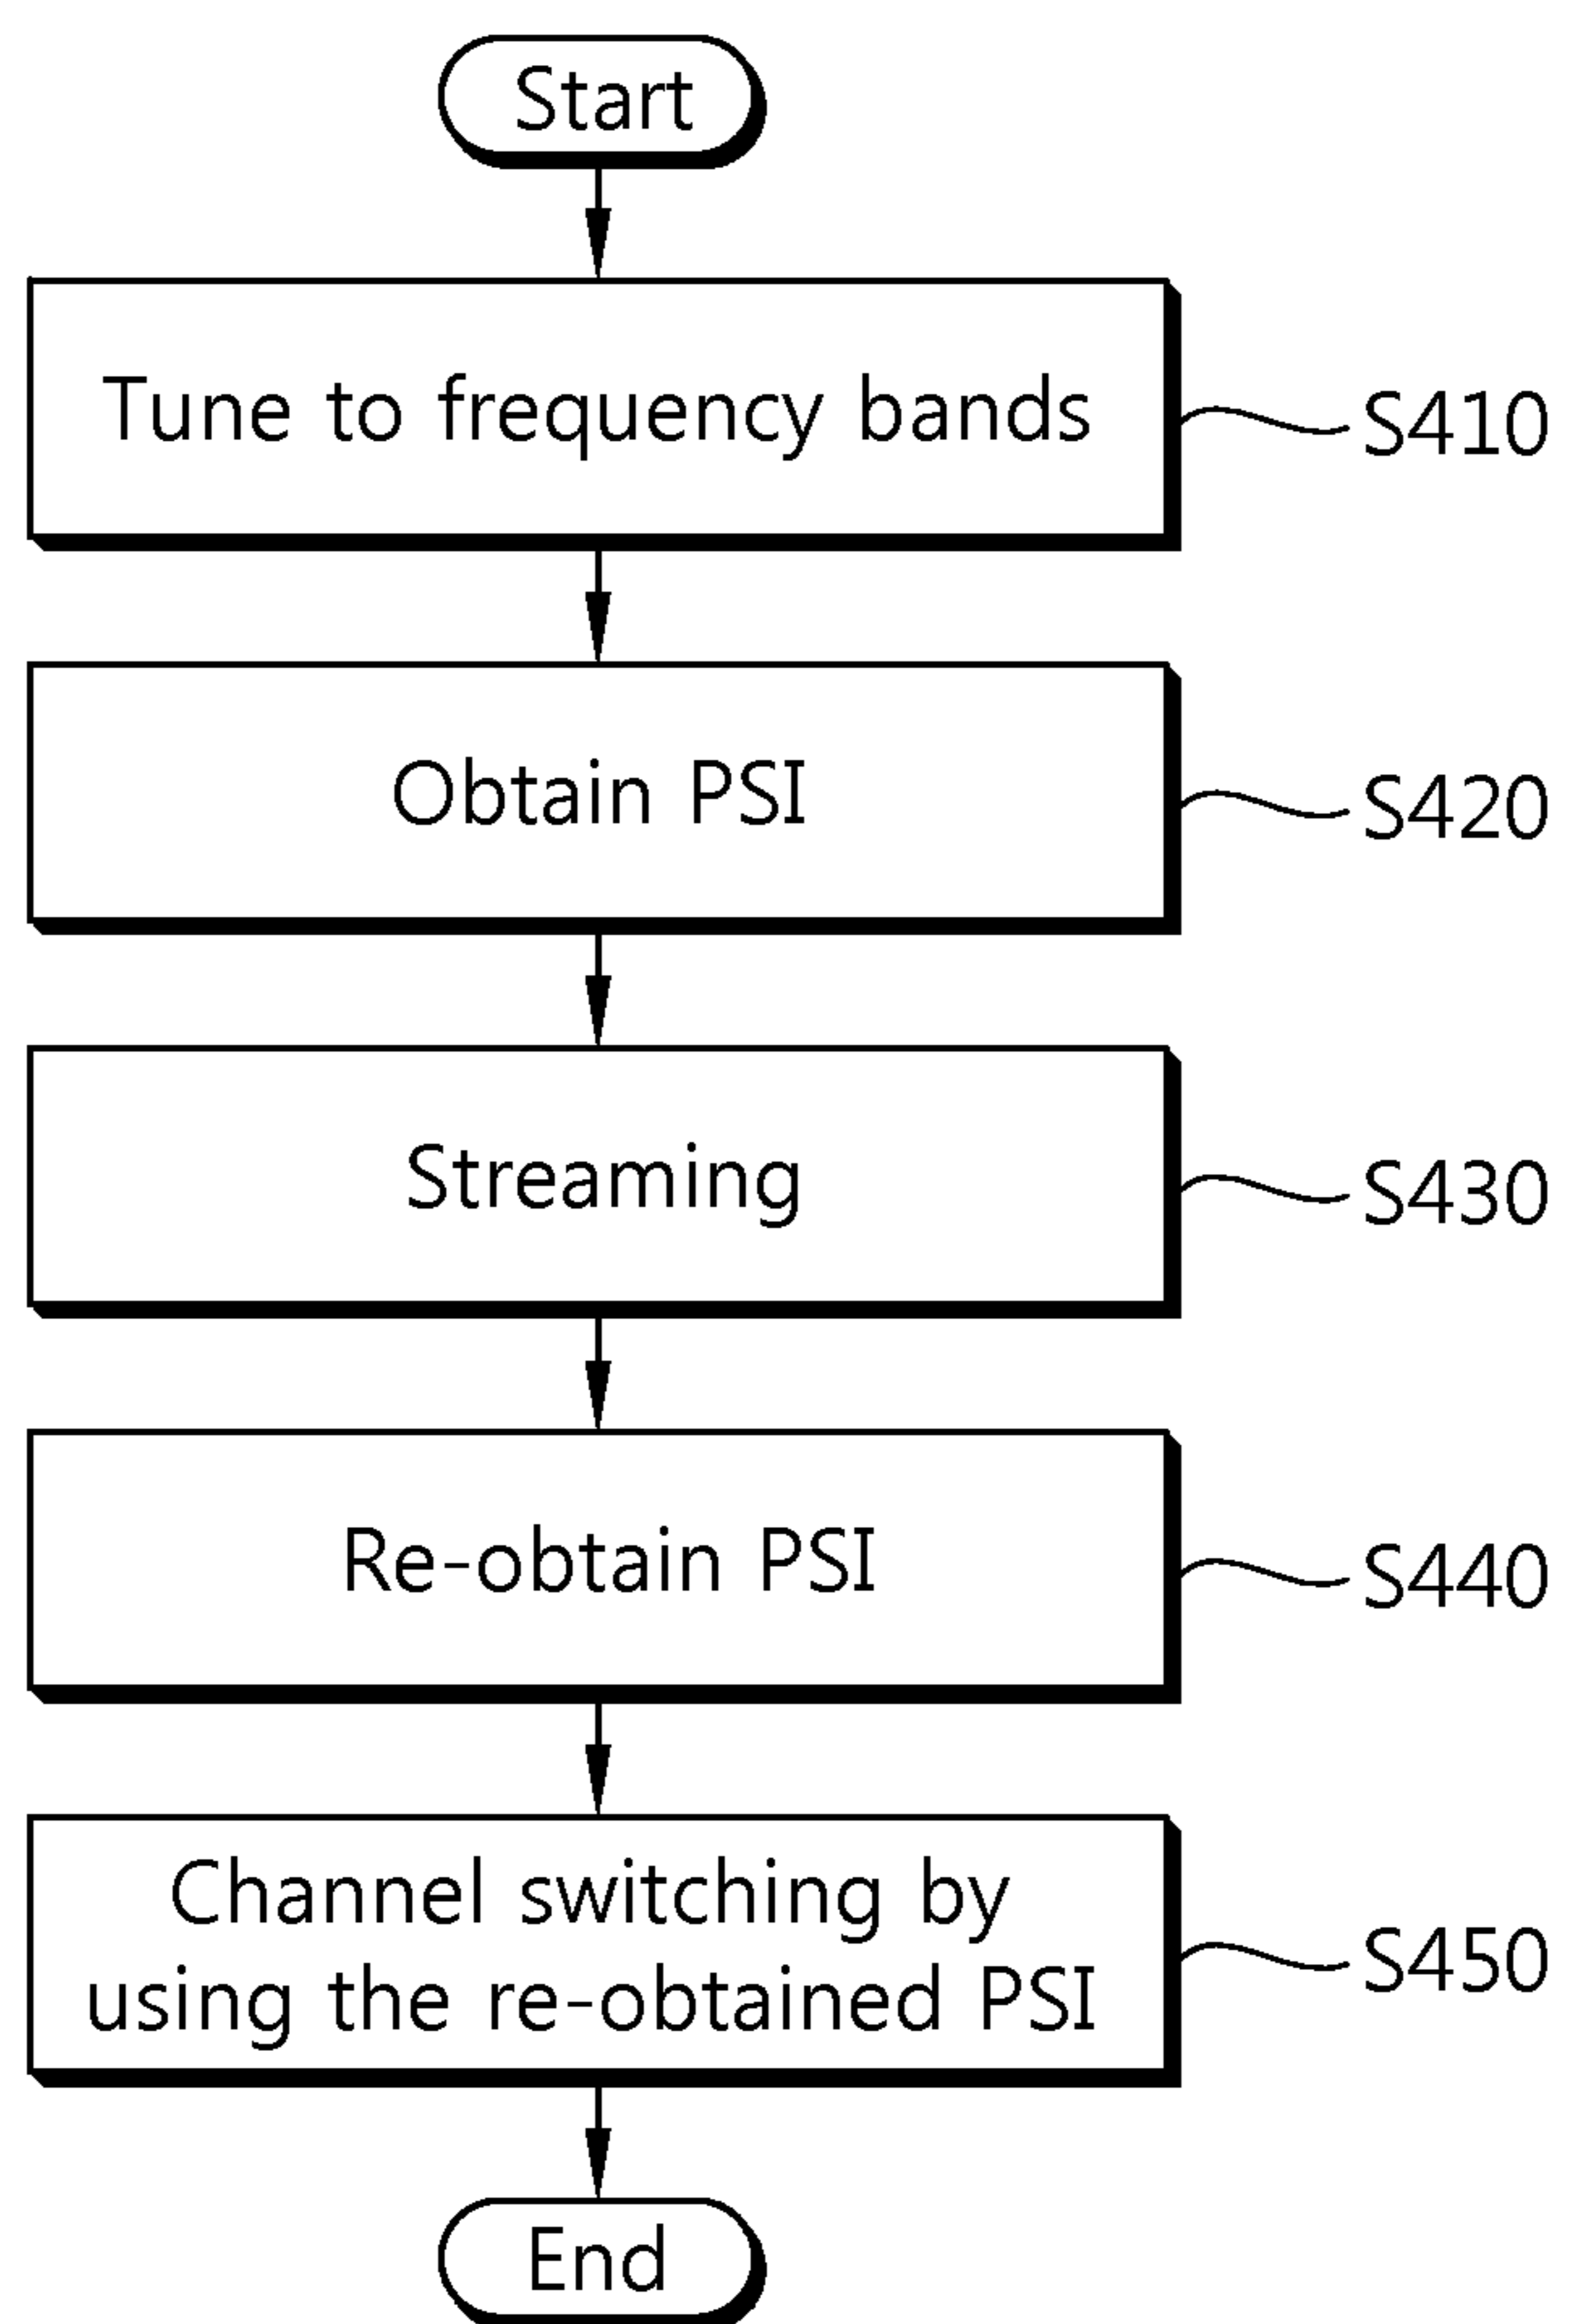 Start
Tune to frequency bands
S410
Obtain PSI
S420
Streaming
S430
Re-obtain PSI
S440
Channel switching by
using the re-obtained PSI
S450
End